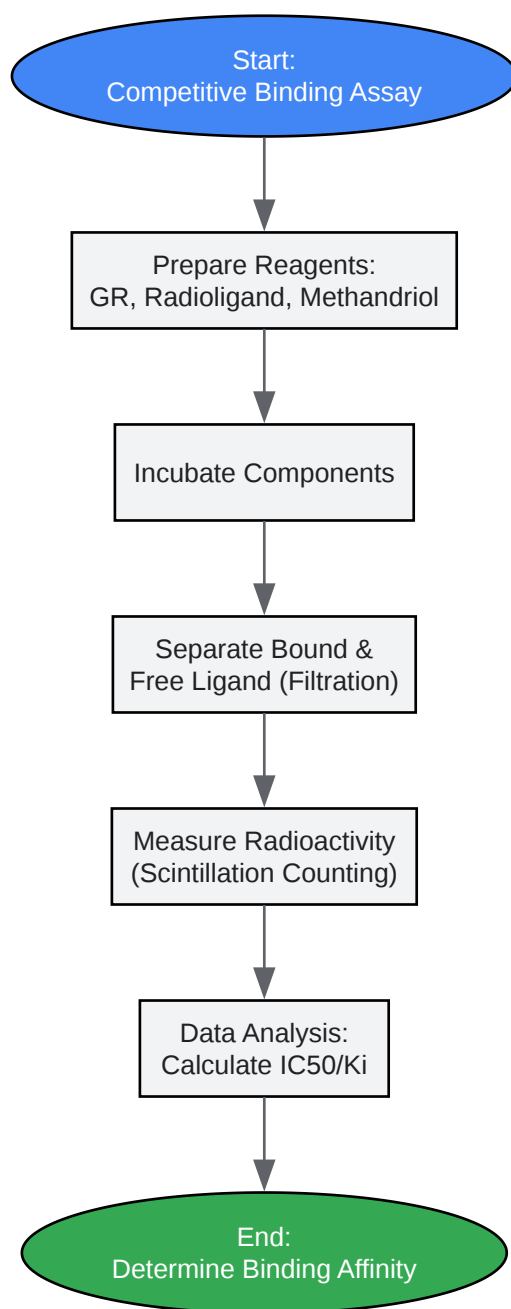 Start:
Competitive Binding Assay
Prepare Reagents:
GR, Radioligand, Methandriol
Incubate Components
Separate Bound &
Free Ligand (Filtration)
Measure Radioactivity
(Scintillation Counting)
Data Analysis:
Calculate IC50/Ki
End:
Determine Binding Affinity